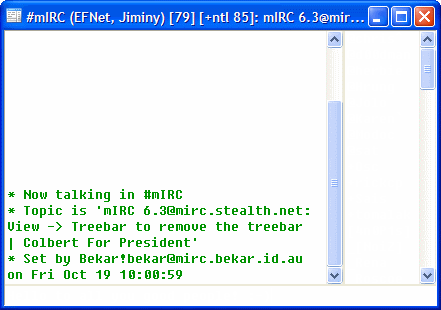 #mIRC (EFNet, Jiminy) [79] [+ntl 85]: mIRC 6.3@mir...
* Now talking in #mIRC
* Topic is 'mIRC 6.3@mirc.stealth.net:
View -> Treebar to remove the treebar
| Colbert For President'
* Set by Bekar!bekar@mirc.bekar.id.au
on Fri Oct 19 10:00:59